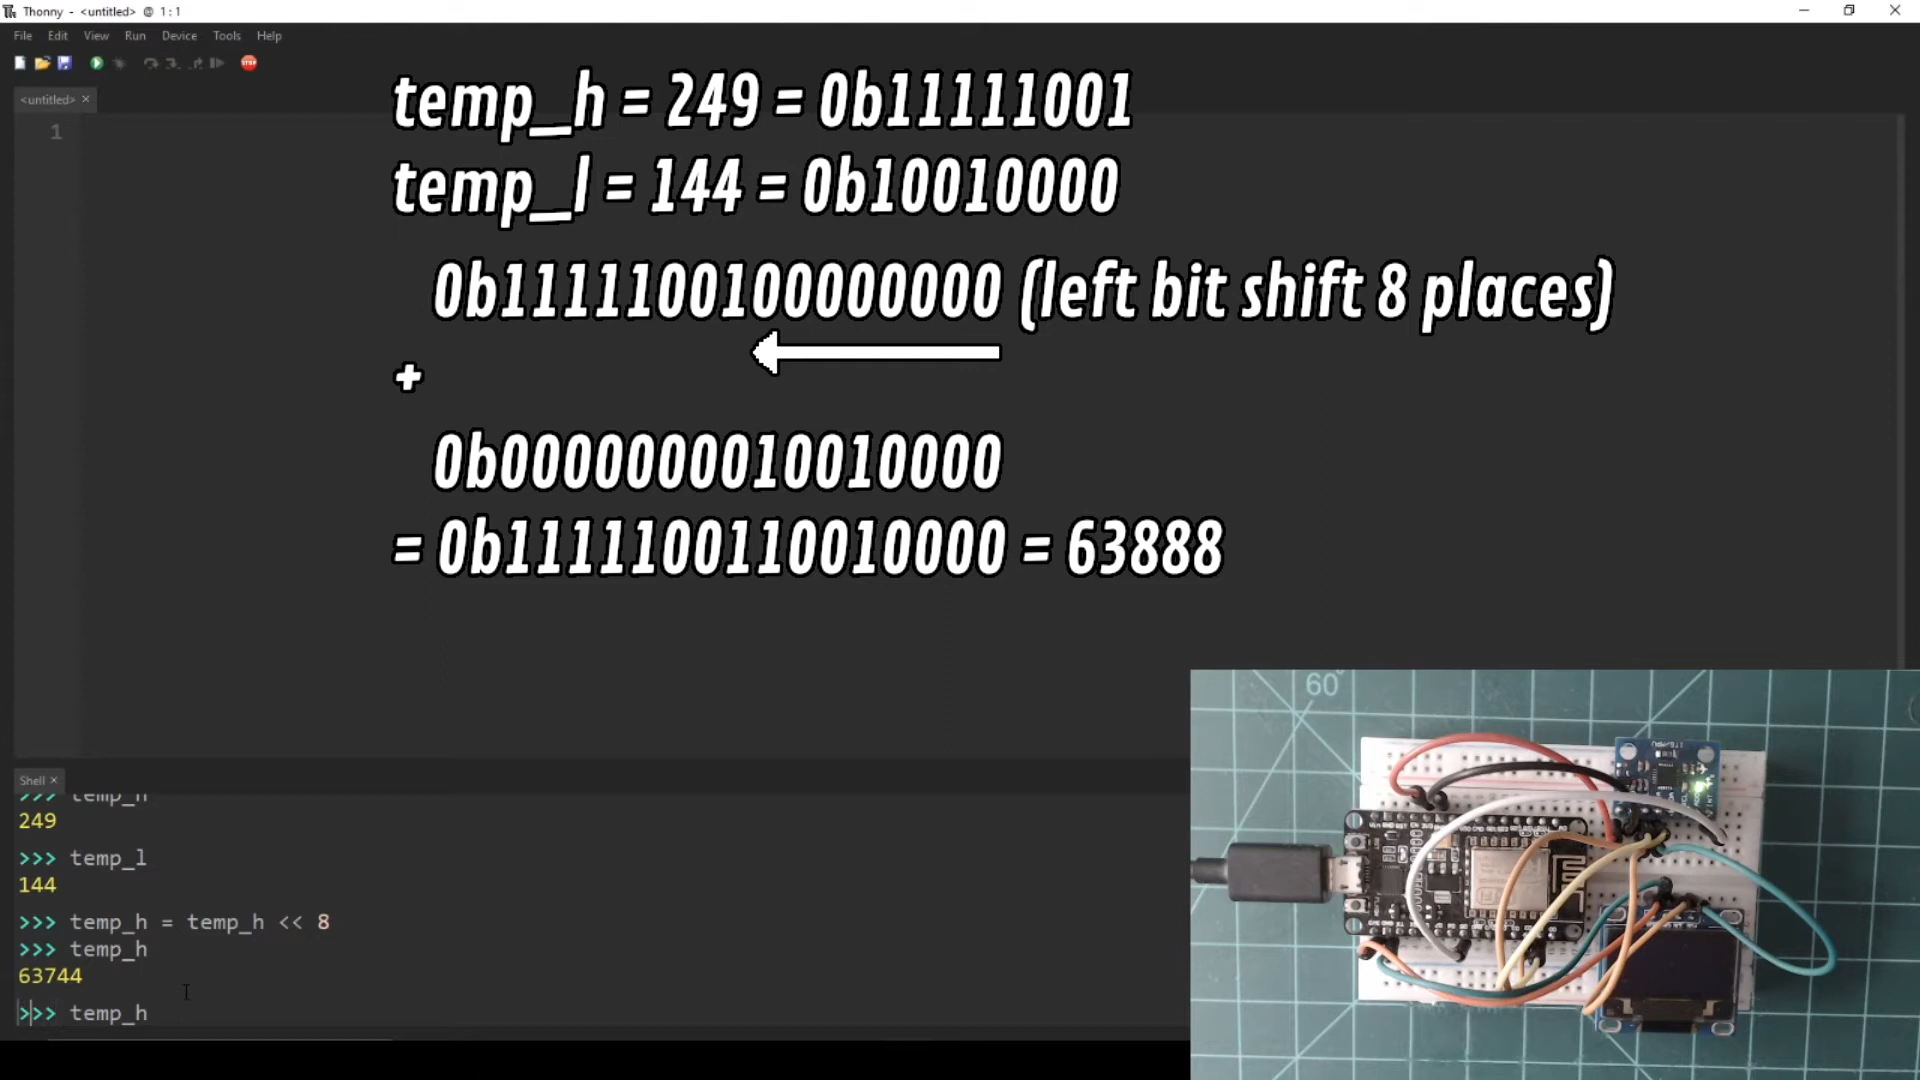 Thonny - <untitled> @ 1:1
File Edit View Run Device Tools Help
STOP
<untitled> ×
1
temp_h = 249 = 0b11111001
temp_l = 144 = 0b10010000
0b1111100100000000 (left bit shift 8 places)
+
0b0000000010010000
= 0b1111100110010000 = 63888
Shell ×
>>> temp_h
249
>>> temp_l
144
>>> temp_h = temp_h << 8
>>> temp_h
63744
>>> temp_h
60°